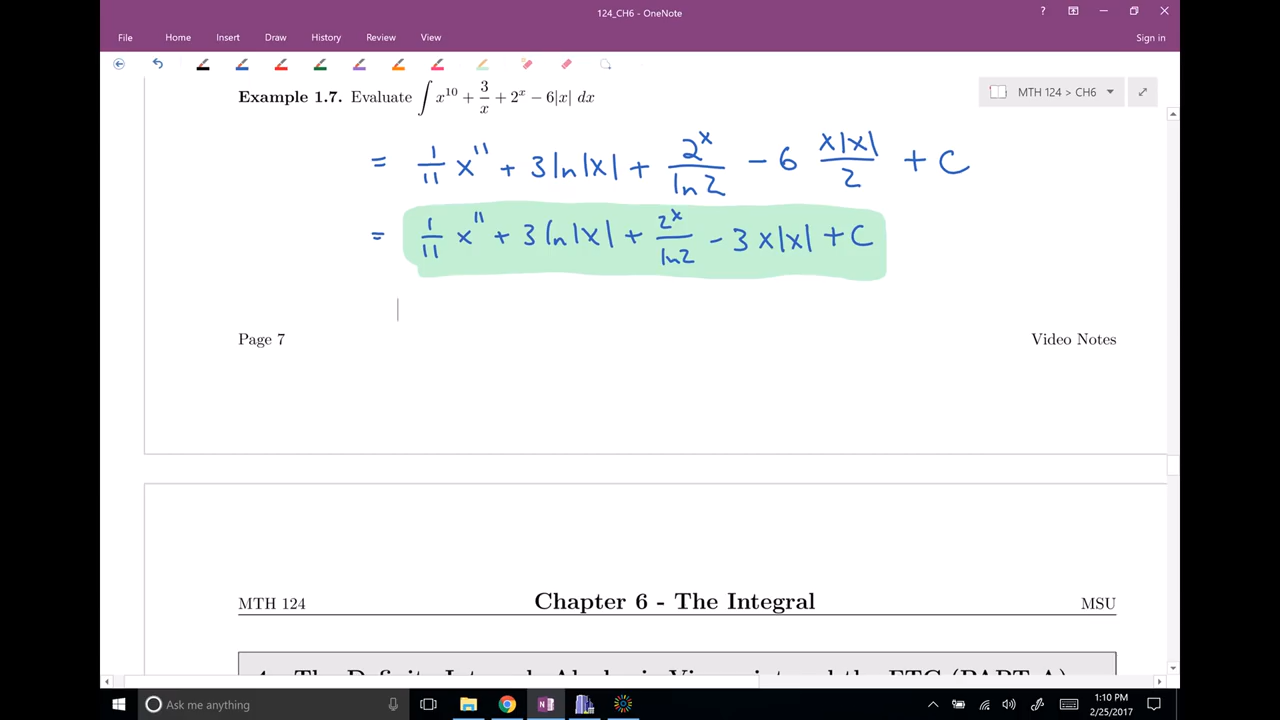 124_CH6 - OneNote
File Home Insert Draw History Review View Sign in
Example 1.7. Evaluate ∫ x^10 + 3/x + 2^x − 6|x| dx
MTH 124 > CH6
= 1/11 x^11 + 3 ln|x| + 2^x/ln 2 − 6 x|x|/2 + C
= 1/11 x^11 + 3 ln|x| + 2^x/ln2 − 3x|x| + C
Page 7 Video Notes
MTH 124 Chapter 6 - The Integral MSU
Ask me anything
1:10 PM
2/25/2017